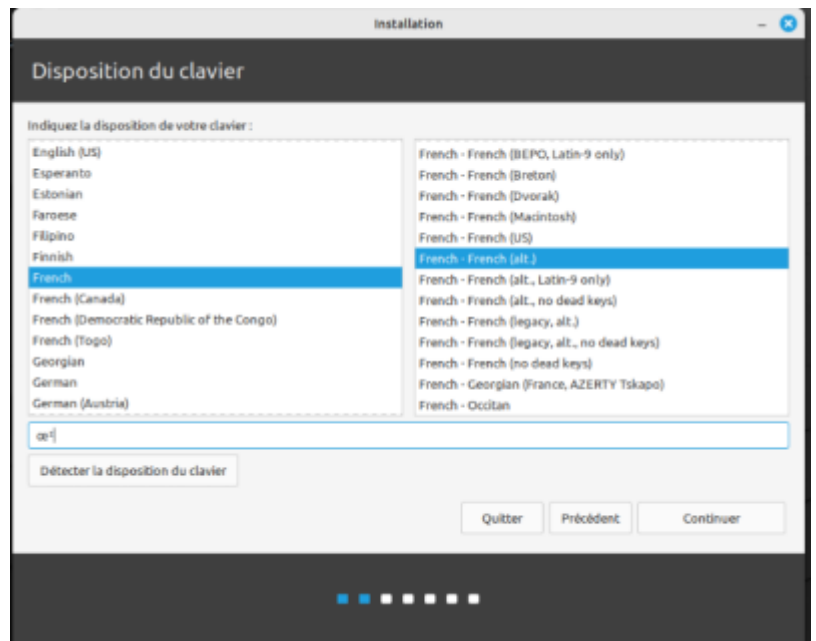 Installation
Disposition du clavier
Indiquez la disposition de votre clavier :
English (US)
Esperanto
Estonian
Faroese
Filipino
Finnish
French
French (Canada)
French (Democratic Republic of the Congo)
French (Togo)
Georgian
German
German (Austria)
French - French (BEPO, Latin-9 only)
French - French (Breton)
French - French (Dvorak)
French - French (Macintosh)
French - French (US)
French - French (alt.)
French - French (alt., Latin-9 only)
French - French (alt., no dead keys)
French - French (legacy, alt.)
French - French (legacy, alt., no dead keys)
French - French (no dead keys)
French - Georgian (France, AZERTY Tskapo)
French - Occitan
Détecter la disposition du clavier
Quitter
Précédent
Continuer